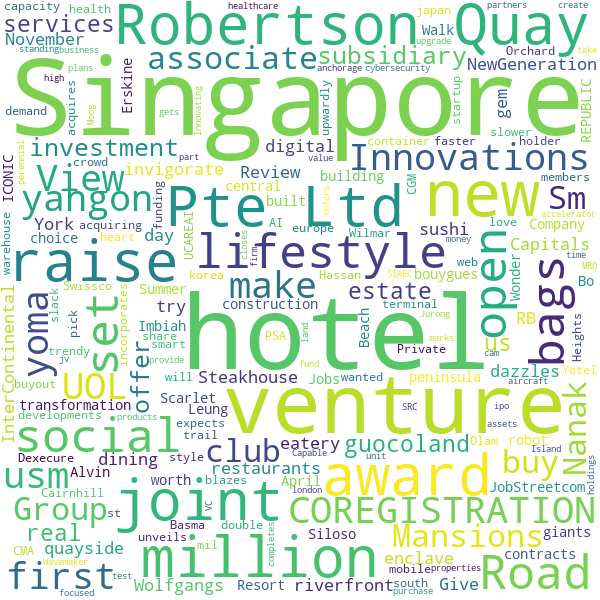 capacity health healthcare japan partners create
services Robertson Quay
November associate subsidiary Walk Orchard take
standing business upgrade
high plans acquires Erskine anchorage cybersecurity NewGeneration
demand Moog gets Innovating upwardly startup gem REPUBLIC
Singapore
ICONIC investment part value digital container faster slower holder
perennial crowd invigorate Review building CGM members
View York central built Innovations
yangon acquiring funding AI europe Wilmar love accelerator
warehouse choice day heart UCAREAI Pte Ltd new Sm
enters sushi web money Capitals Company
closes firm Hassan bouygues Wonder time
raise Swissco korea lifestyle open bags
slack Summer construction terminal RB Bo
InterContinental yoma set try incorporates make estate SIAEC us MRO
pick Imbiah PSA land Beach Jurong Heights
trendy share smart Private marks dazzles
jv offer will provide hotel cam Yotel
buyout UOL Steakhouse Jobs wanted peninsula aircraft
transformation Scarlet fund SRC ipo assets
developments products Leung expects venture Nanak
social trail Capable Olam robot Island
Dexecure dining style club eatery guocoland buy
usm Alvin worth blazes restaurants unit award JobStreetcom holdings
Cairnhill london
Group st VC April joint COREGISTRATION
real Basma double Siloso Mansions giants
CMA unveils completes enclave contracts
quayside mil million mobile properties
first Wavemaker test Wolfgangs Resort riverfront south Give Road
focused purchase